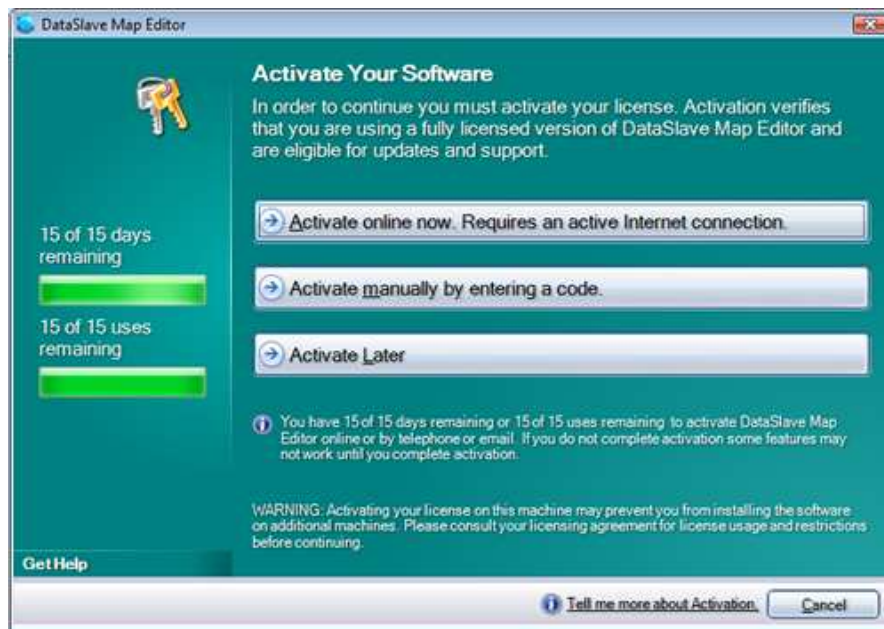 DataSlave Map Editor
Activate Your Software
In order to continue you must activate your license. Activation verifies
that you are using a fully licensed version of DataSlave Map Editor and
are eligible for updates and support.
15 of 15 days
remaining
15 of 15 uses
remaining
Activate online now. Requires an active Internet connection.
Activate manually by entering a code.
Activate Later
You have 15 of 15 days remaining or 15 of 15 uses remaining to activate DataSlave Map
Editor online or by telephone or email. If you do not complete activation some features may
not work until you complete activation.
WARNING: Activating your license on this machine may prevent you from installing the software
on additional machines. Please consult your licensing agreement for license usage and restrictions
before continuing.
Get Help
Tell me more about Activation.
Cancel